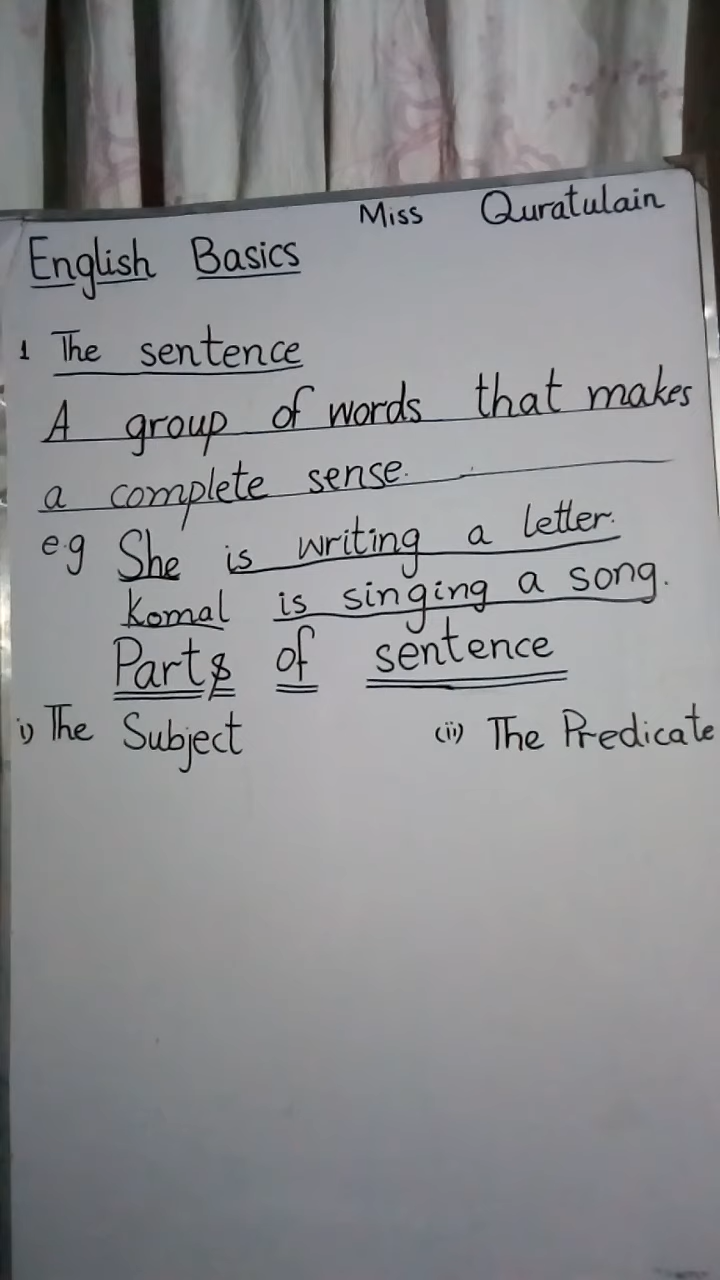 Miss Quratulain
English Basics
1 The sentence
A group of words that makes
a complete sense.
e.g She is writing a letter.
Komal is singing a song.
Parts of sentence
i) The Subject (ii) The Predicate